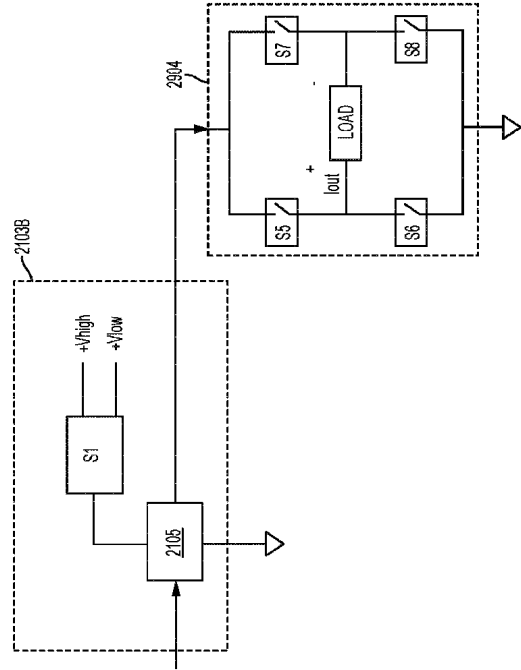 2103B
+Vhigh
+Vlow
S1
2105
2904
S5
S7
+
-
Iout
LOAD
S6
S8